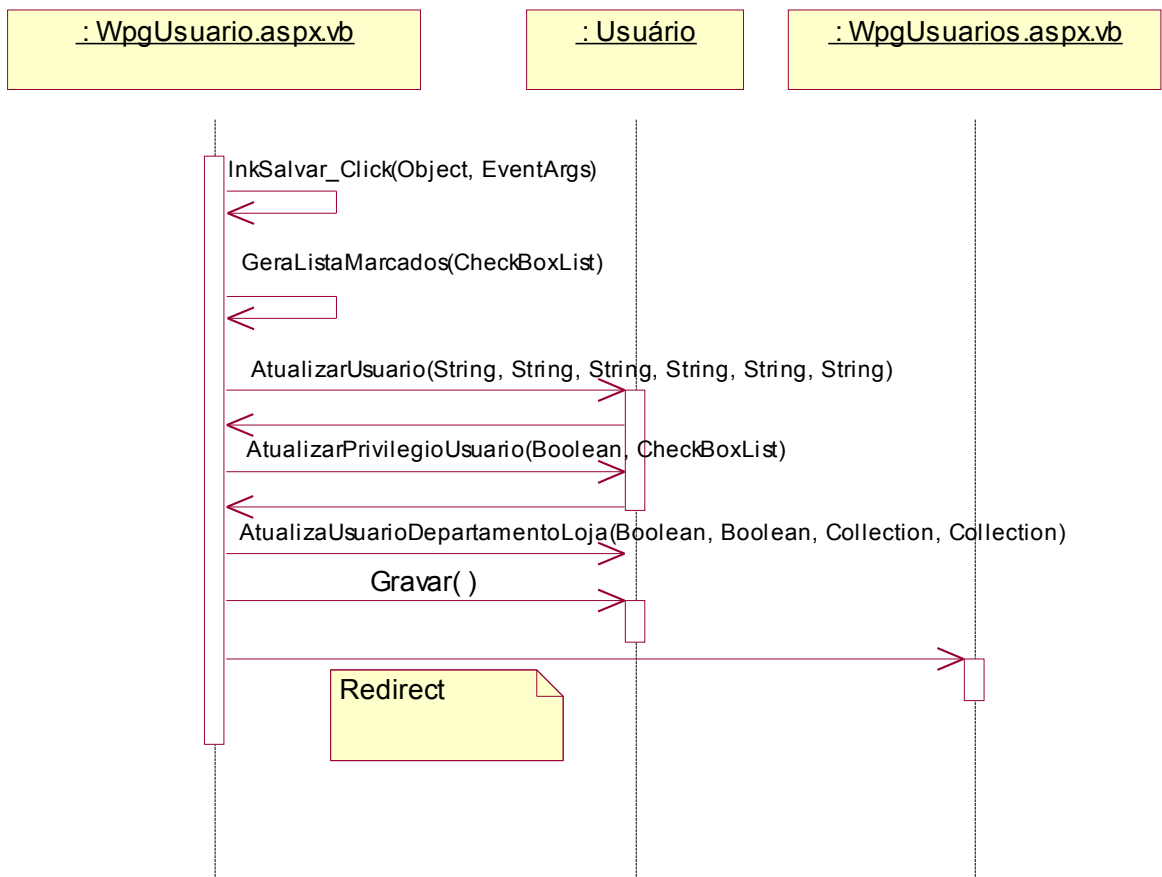 : WpgUsuario.aspx.vb
: Usuário
: WpgUsuarios.aspx.vb
lnkSalvar_Click(Object, EventArgs)
GeraListaMarcados(CheckBoxList)
AtualizarUsuario(String, String, String, String, String, String)
AtualizarPrivilegioUsuario(Boolean, CheckBoxList)
AtualizaUsuarioDepartamentoLoja(Boolean, Boolean, Collection, Collection)
Gravar( )
Redirect